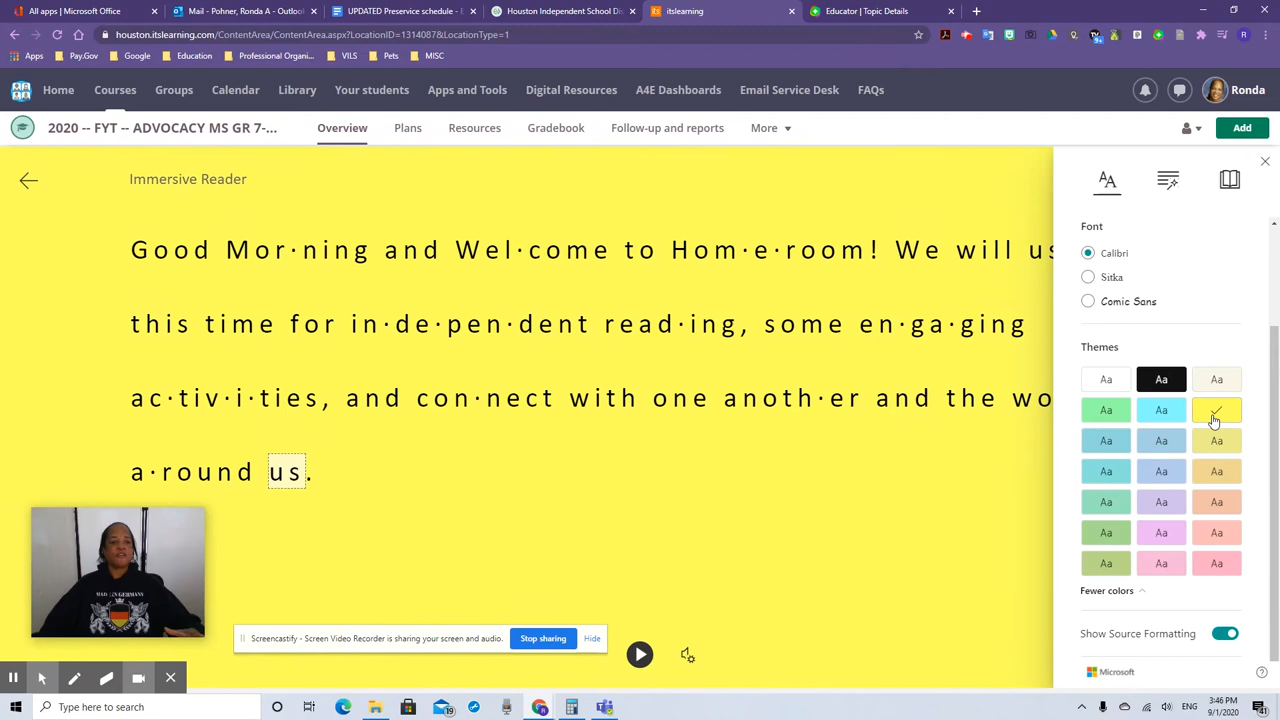 All apps | Microsoft Office
Mail - Pohner, Ronda R - Outlool
UPDATED Preservice schedule - E
Houston Independent School Dis
itslearning
Educator | Topic Details
houston.itslearning.com/ContentArea/ContentArea.aspx?LocationID=1314087&LocationType=1
Apps
Pay.Gov
Google
Education
Professional Organi...
VILS
Pets
MISC
Home
Courses
Groups
Calendar
Library
Your students
Apps and Tools
Digital Resources
A4E Dashboards
Email Service Desk
FAQs
Ronda
2020 -- FYT -- ADVOCACY MS GR 7-...
Overview
Plans
Resources
Gradebook
Follow-up and reports
More
Add
Immersive Reader
Good Mor·ning and Wel·come to Hom·e·room! We will us
this time for in·de·pen·dent read·ing, some en·ga·ging
ac·tiv·i·ties, and con·nect with one anoth·er and the wo
a·round us.
Font
Calibri
Sitka
Comic Sans
Themes
Aa Aa Aa
Aa Aa
Aa Aa Aa
Aa Aa Aa
Aa Aa Aa
Aa Aa Aa
Aa Aa Aa
Fewer colors
Show Source Formatting
Microsoft
MADE IN GERMANY
Screencastify - Screen Video Recorder is sharing your screen and audio.
Stop sharing
Hide
Type here to search
19
3:46 PM
9/1/2020
41